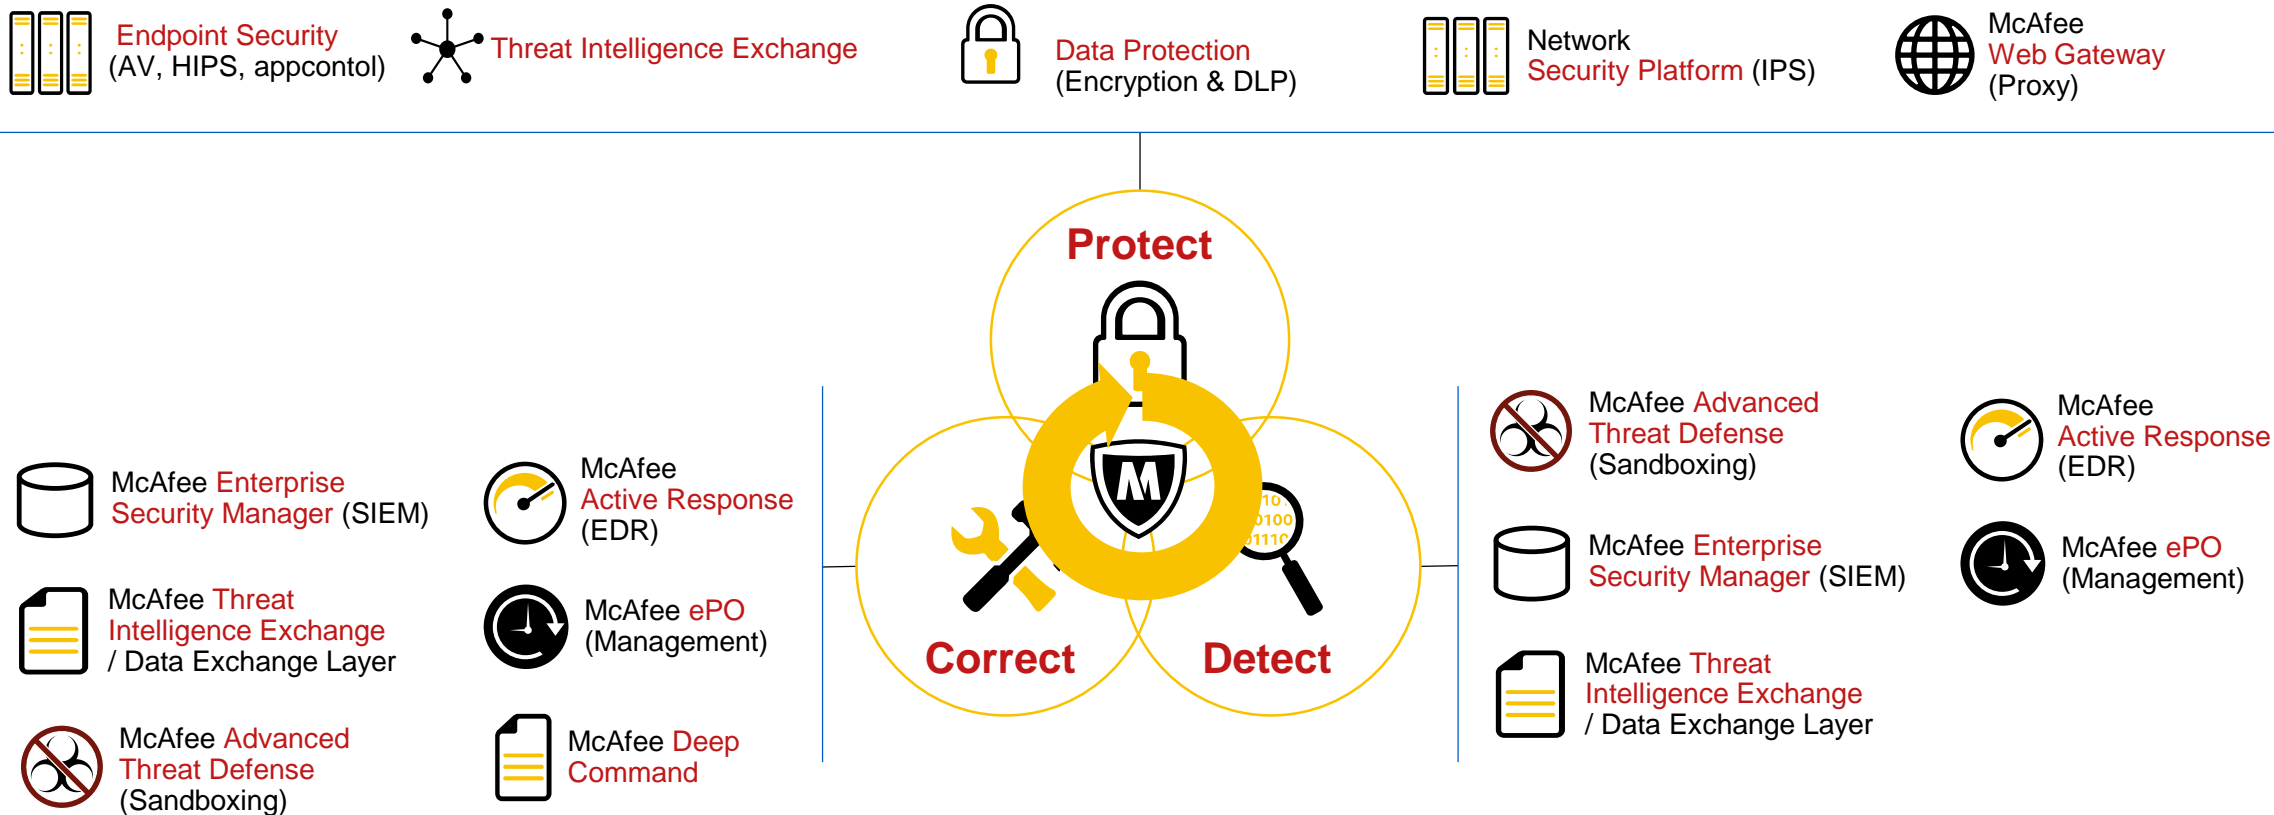 Endpoint Security
(AV, HIPS, appcontol)
Threat Intelligence Exchange
Data Protection
(Encryption & DLP)
Network
Security Platform (IPS)
McAfee
Web Gateway
(Proxy)
Protect
McAfee Enterprise
Security Manager (SIEM)
McAfee
Active Response
(EDR)
McAfee Threat
Intelligence Exchange
/ Data Exchange Layer
McAfee ePO
(Management)
McAfee Advanced
Threat Defense
(Sandboxing)
McAfee Deep
Command
M
10
0100
01110
Correct
Detect
McAfee Advanced
Threat Defense
(Sandboxing)
McAfee
Active Response
(EDR)
McAfee Enterprise
Security Manager (SIEM)
McAfee ePO
(Management)
McAfee Threat
Intelligence Exchange
/ Data Exchange Layer